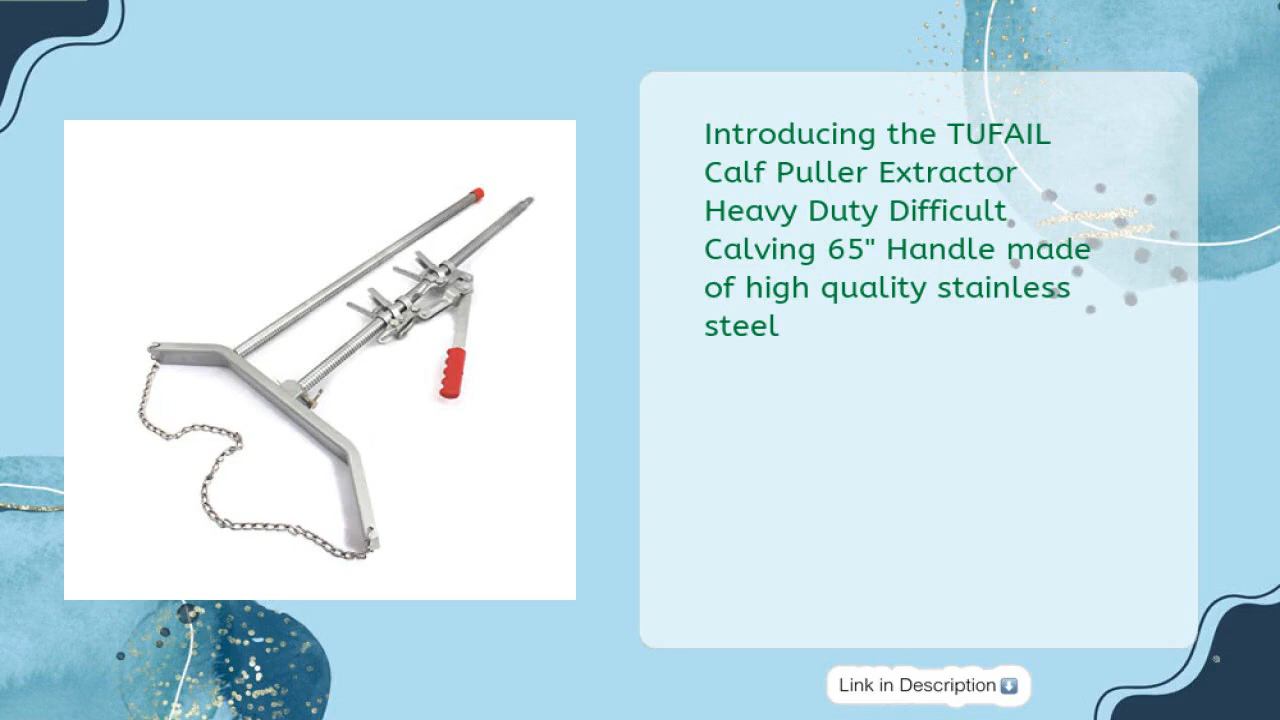 Introducing the TUFAIL
Calf Puller Extractor
Heavy Duty Difficult
Calving 65" Handle made
of high quality stainless
steel
Link in Description⬇️